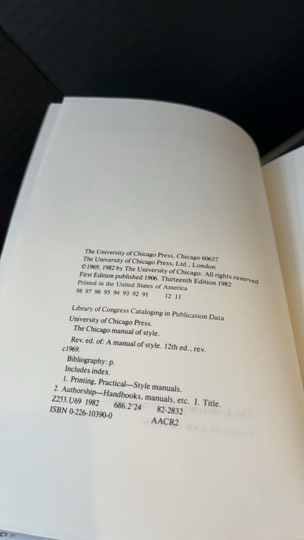 The University of Chicago Press, Chicago 60637
The University of Chicago Press, Ltd., London
© 1969, 1982 by The University of Chicago. All rights reserved
First Edition published 1906. Thirteenth Edition 1982
Printed in the United States of America
98 97 96 95 94 93 92 91 12 11
Library of Congress Cataloging in Publication Data
University of Chicago Press.
The Chicago manual of style.
Rev. ed. of: A manual of style. 12th ed., rev.
c1969.
Bibliography: p.
Includes index.
1. Printing, Practical—Style manuals.
2. Authorship—Handbooks, manuals, etc. I. Title.
Z253.U69 1982 686.2'24 82-2832
ISBN 0-226-10390-0 AACR2